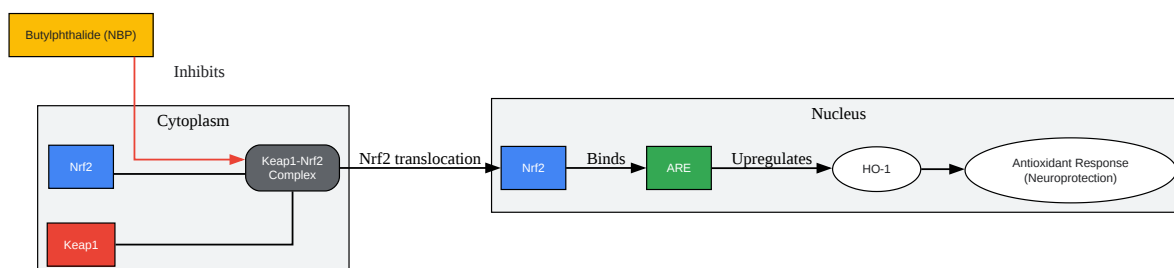 Butylphthalide (NBP)
Inhibits
Cytoplasm
Nrf2
Keap1-Nrf2
Complex
Keap1
Nrf2 translocation
Nucleus
Nrf2
Binds
ARE
Upregulates
HO-1
Antioxidant Response
(Neuroprotection)